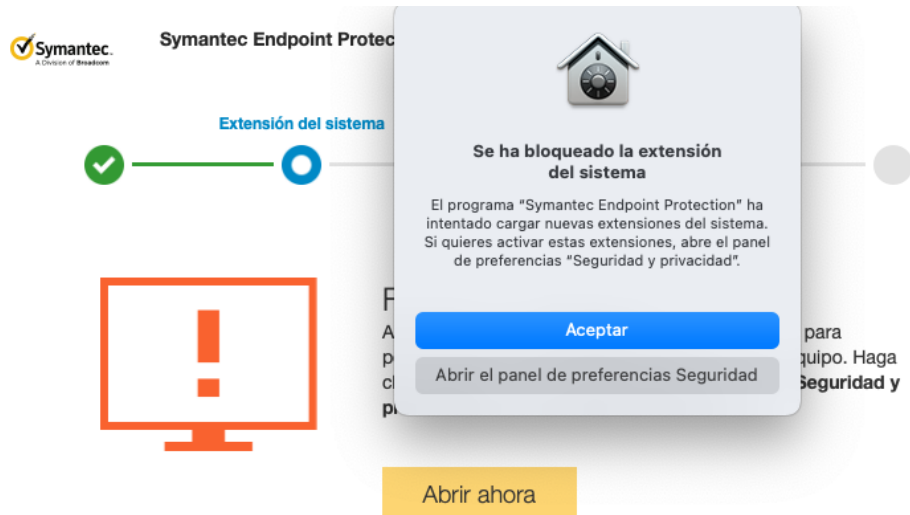 Symantec.
A Division of Broadcom
Symantec Endpoint Protec
Extensión del sistema
Se ha bloqueado la extensión
del sistema
El programa “Symantec Endpoint Protection” ha
intentado cargar nuevas extensiones del sistema.
Si quieres activar estas extensiones, abre el panel
de preferencias “Seguridad y privacidad”.
Aceptar
Abrir el panel de preferencias Seguridad
para
quipo. Haga
Seguridad y
Abrir ahora